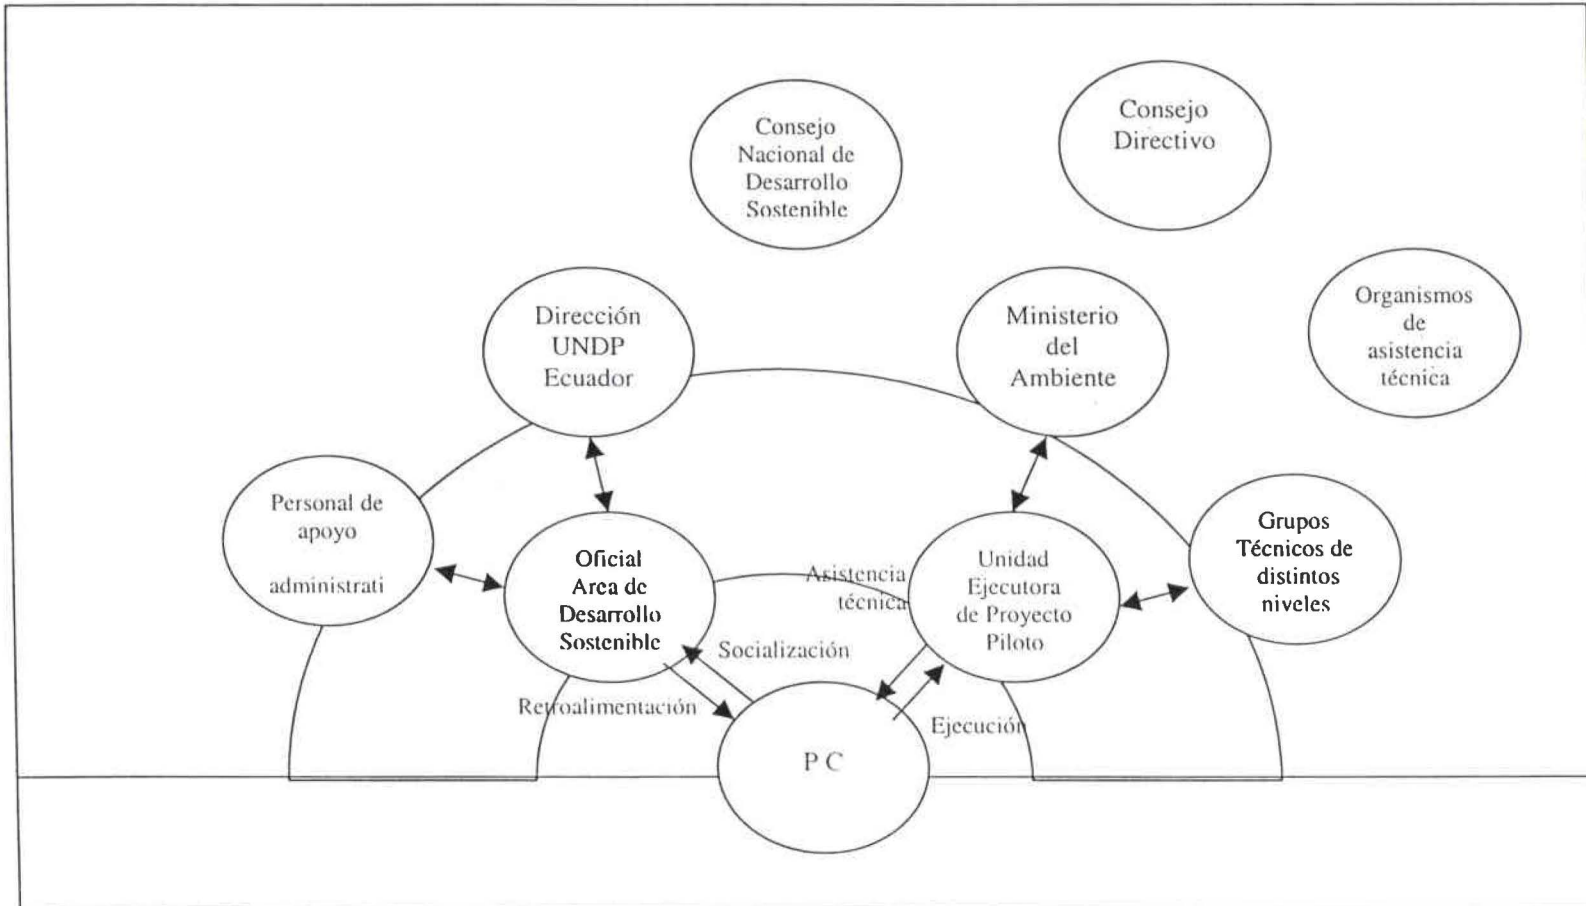 Consejo
Nacional de
Desarrollo
Sostenible
Consejo
Directivo
Organismos
de
asistencia
técnica
Dirección
UNDP
Ecuador
Ministerio
del
Ambiente
Personal de
apoyo
administrati
Oficial
Area de
Desarrollo
Sostenible
Asistencia
técnica
Unidad
Ejecutora
de Proyecto
Piloto
Grupos
Técnicos de
distintos
niveles
Socialización
Retroalimentación
Ejecución
P C